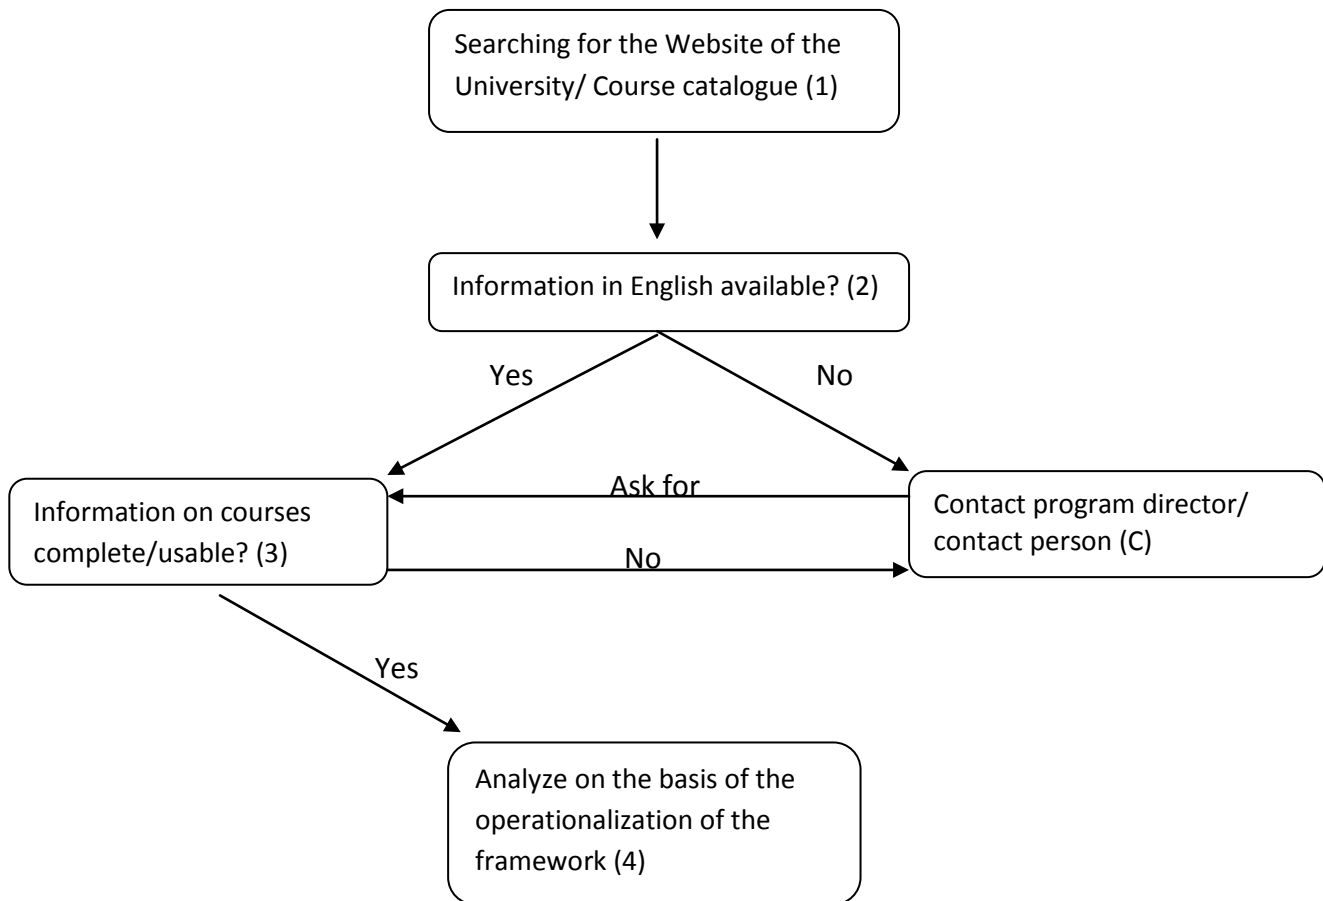 Searching for the Website of the
University/ Course catalogue (1)
Information in English available? (2)
Yes
No
Ask for
Information on courses
complete/usable? (3)
Contact program director/
contact person (C)
No
Yes
Analyze on the basis of the
operationalization of the
framework (4)